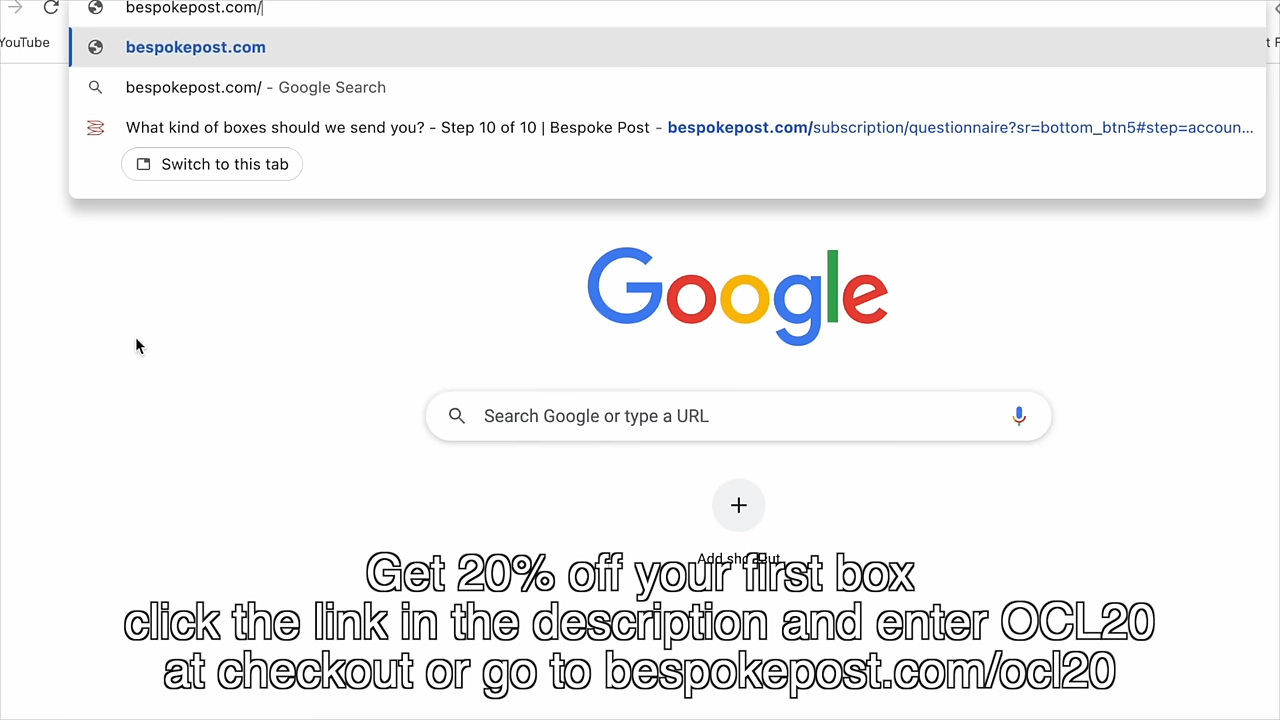 bespokepost.com/
YouTube
bespokepost.com
bespokepost.com/ - Google Search
What kind of boxes should we send you? - Step 10 of 10 | Bespoke Post - bespokepost.com/subscription/questionnaire?sr=bottom_btn5#step=accoun...
Switch to this tab
Google
Search Google or type a URL
Get 20% off your first box
click the link in the description and enter OCL20
at checkout or go to bespokepost.com/ocl20